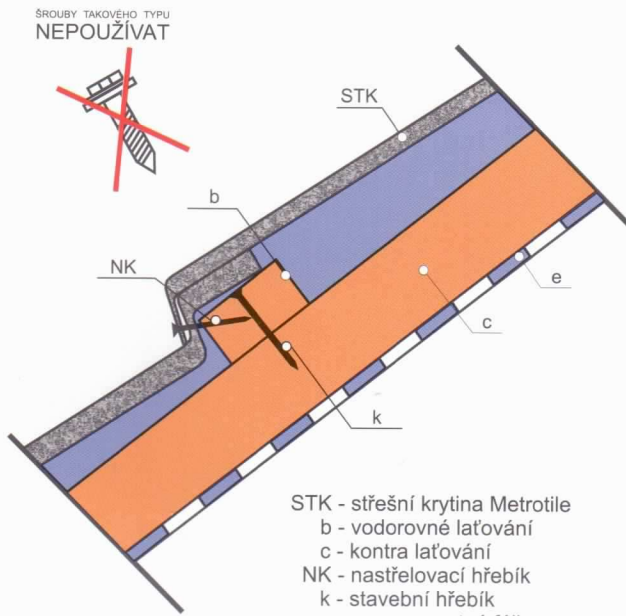 ŠROUBY TAKOVÉHO TYPU
NEPOUŽÍVAT
STK
b
NK
e
c
k
STK - střešní krytina Metrotile
b - vodorovné laťování
c - kontra laťování
NK - nastřelovací hřebík
k - stavební hřebík